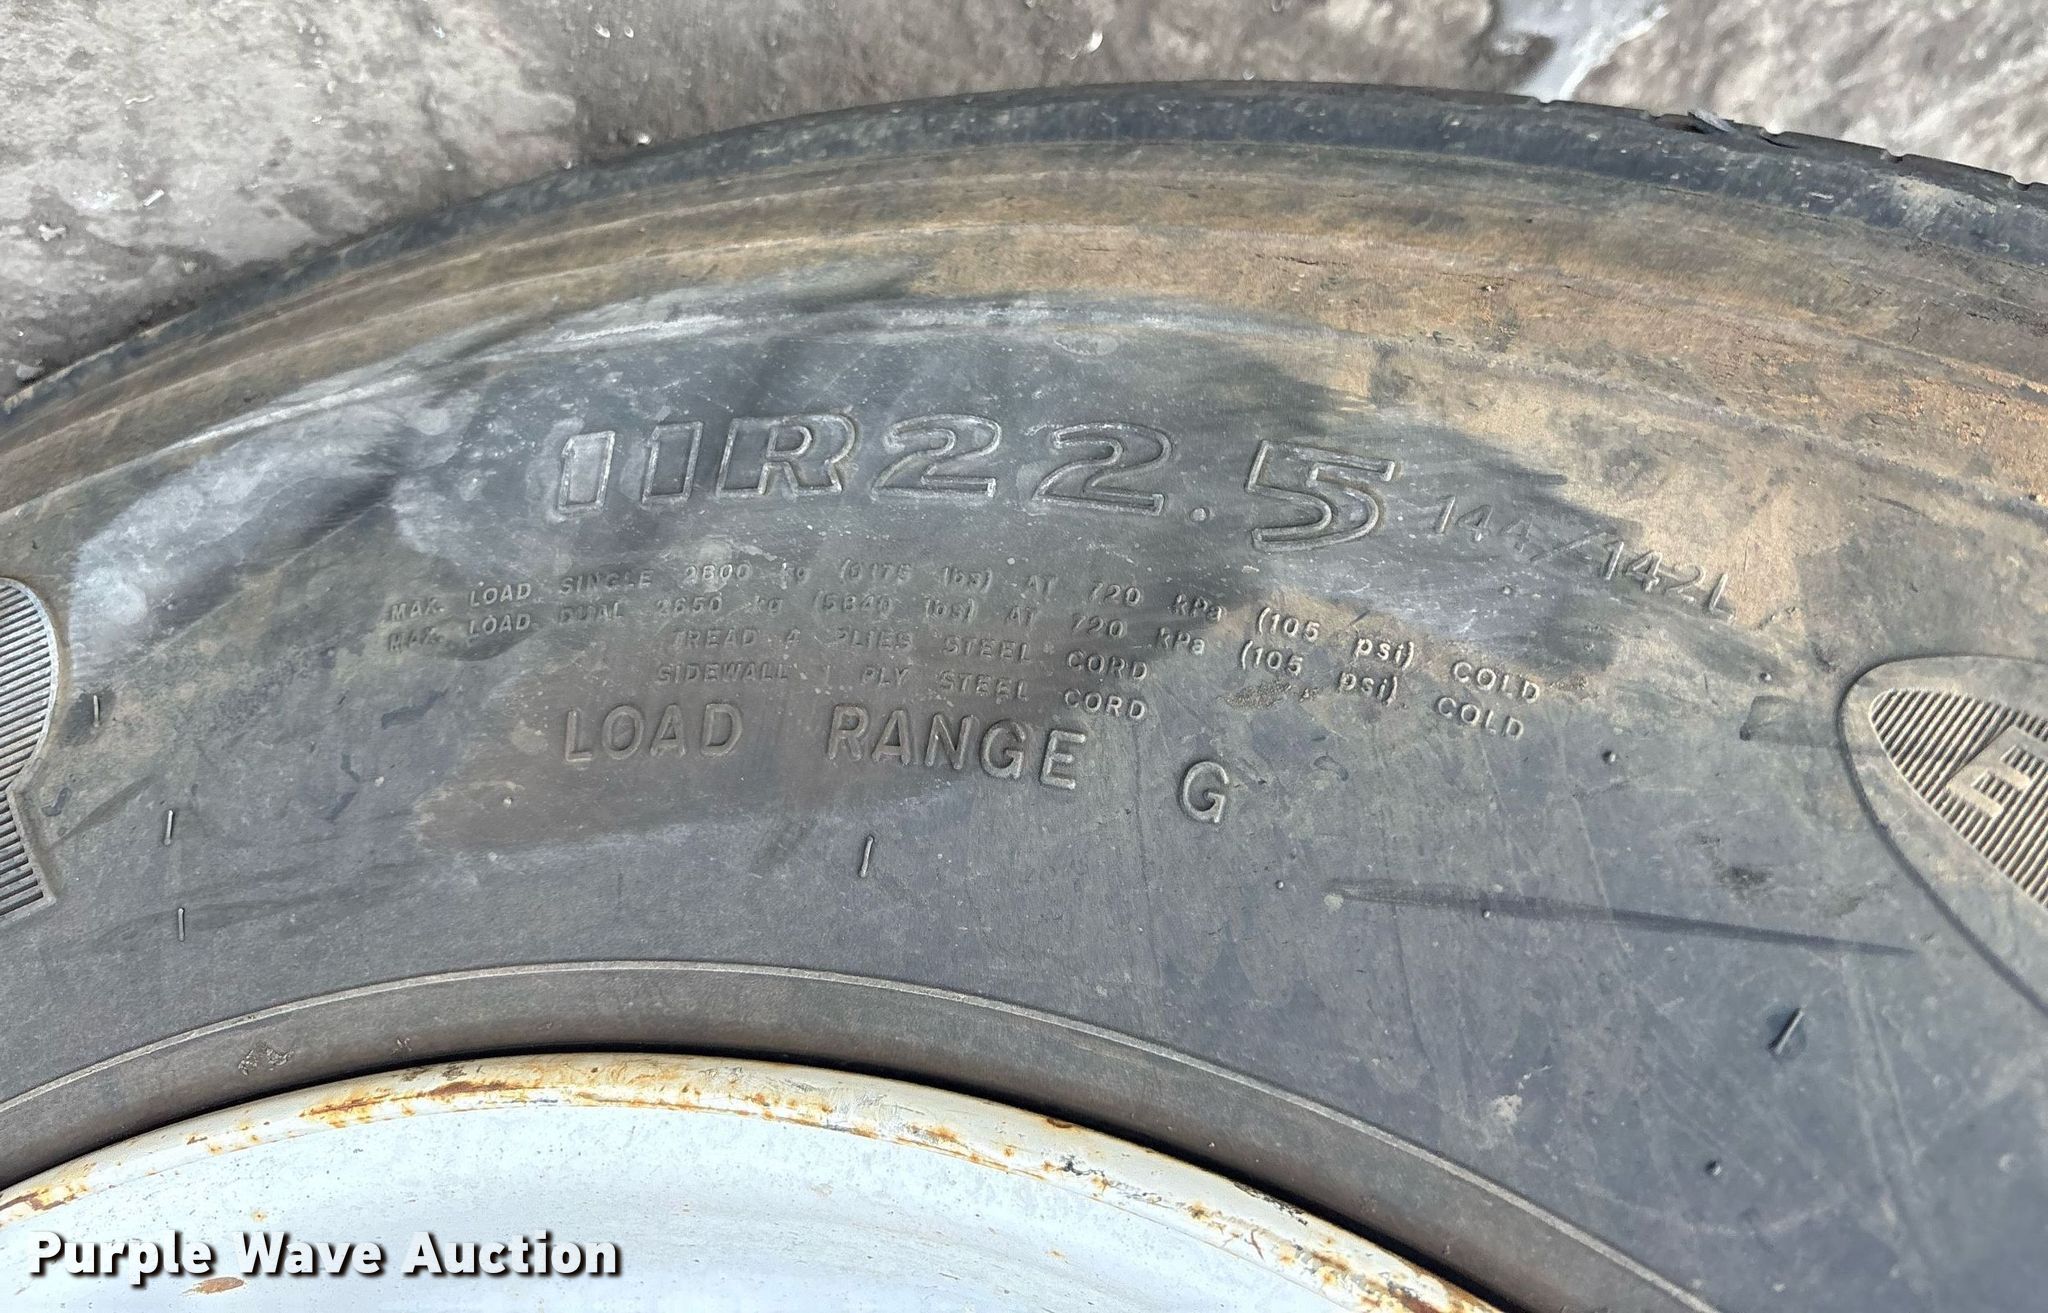 11R22.5 144/142L
MAX. LOAD SINGLE 2800 kg (6175 lbs) AT 720 kPa (105 psi) COLD
MAX. LOAD DUAL 2650 kg (5840 lbs) AT 720 kPa (105 psi) COLD
TREAD 4 PLIES STEEL CORD
SIDEWALL 1 PLY STEEL CORD
LOAD RANGE G
Purple Wave Auction